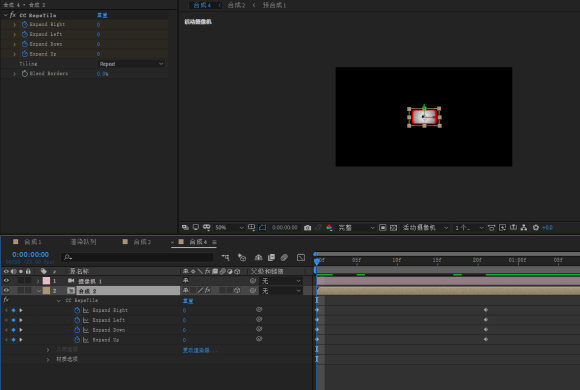 合成 4 • 合成 2
fx CC RepeTile 重置
Expand Right 0
Expand Left 0
Expand Down 0
Expand Up 0
Tiling Repeat
Blend Borders 0.0%
合成 4 合成 2 预合成 1
活动摄像机
50% 0:00:00:00 完整 活动摄像机 1 个... +0.0
合成 1 渲染队列 合成 2 合成 4
0:00:00:00
源名称 父级和链接
00f 05f 10f 15f 20f 01:00f 05f 10f
1 摄像机 1 无
2 合成 2 无
fx CC RepeTile 重置
Expand Right 0
Expand Left 0
Expand Down 0
Expand Up 0
更改渲染器...
材质选项